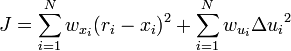 J = \sum_{i=1}^{N} w_{x_i} (r_i - x_i)^2 + \sum_{i=1}^{N} w_{u_i} \Delta {u_i}^2